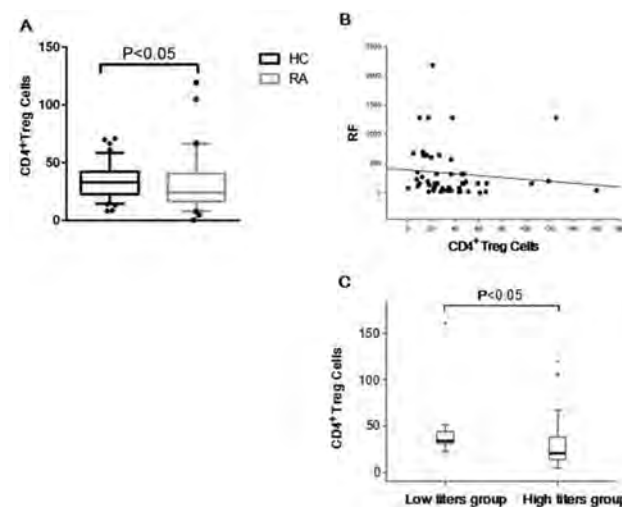 A
150
100
50
0
CD4⁺Treg Cells
P<0.05
HC
RA
B
RF
CD4⁺ Treg Cells
C
P<0.05
150
100
50
0
CD4⁺ Treg Cells
Low titers group
High titers group